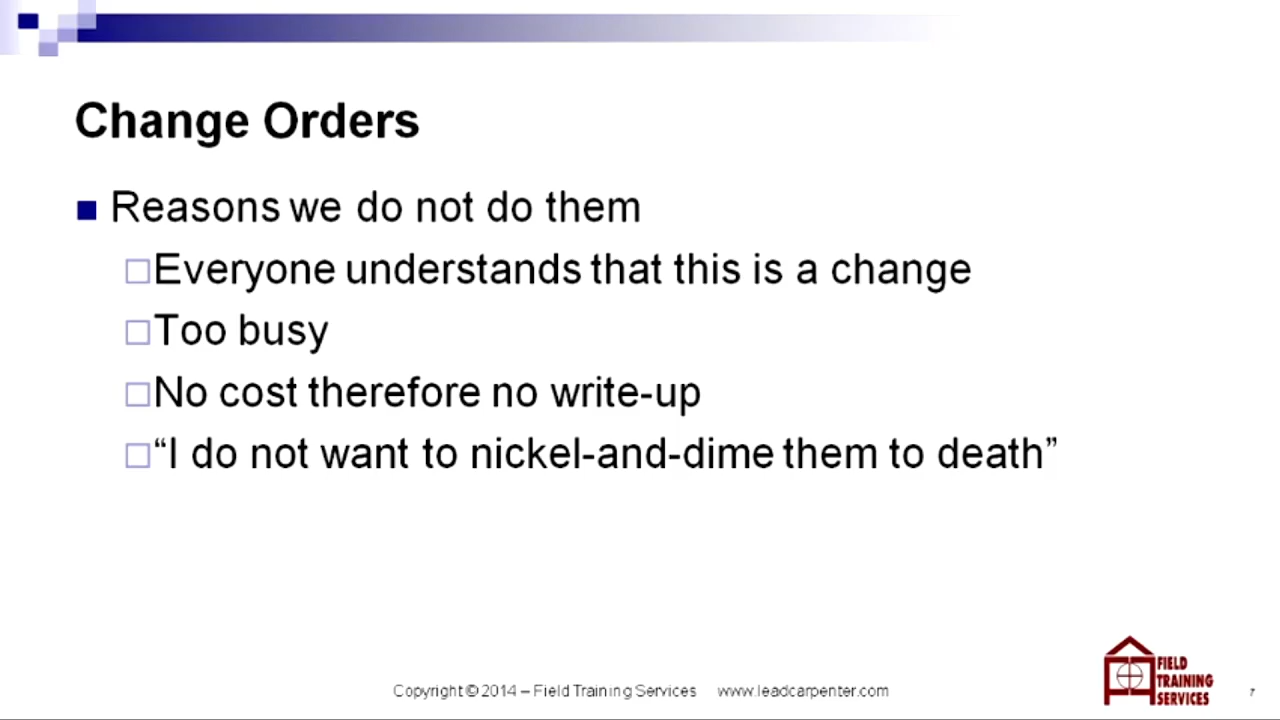 Change Orders
Reasons we do not do them
Everyone understands that this is a change
Too busy
No cost therefore no write-up
“I do not want to nickel-and-dime them to death”
FIELD
TRAINING
SERVICES
Copyright © 2014 – Field Training Services www.leadcarpenter.com
7